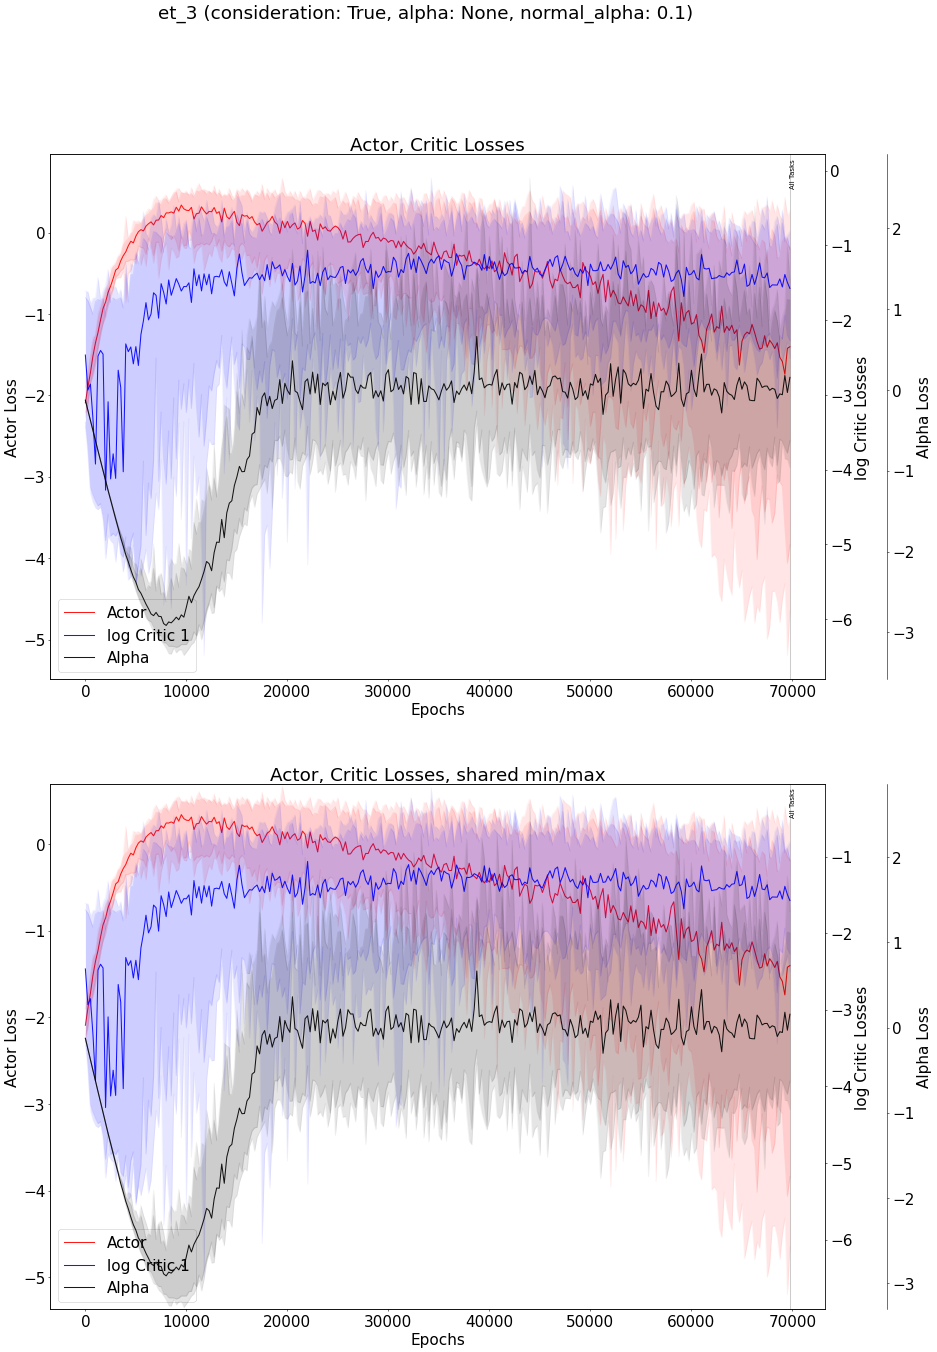 et_3 (consideration: True, alpha: None, normal_alpha: 0.1)
Actor, Critic Losses
All Tasks
0
−1
−2
−3
−4
−5
Actor Loss
0
−1
−2
−3
−4
−5
−6
log Critic Losses
2
1
0
−1
−2
−3
Alpha Loss
Actor
log Critic 1
Alpha
0 10000 20000 30000 40000 50000 60000 70000
Epochs
Actor, Critic Losses, shared min/max
All Tasks
0
−1
−2
−3
−4
−5
Actor Loss
−1
−2
−3
−4
−5
−6
log Critic Losses
2
1
0
−1
−2
−3
Alpha Loss
Actor
log Critic 1
Alpha
0 10000 20000 30000 40000 50000 60000 70000
Epochs